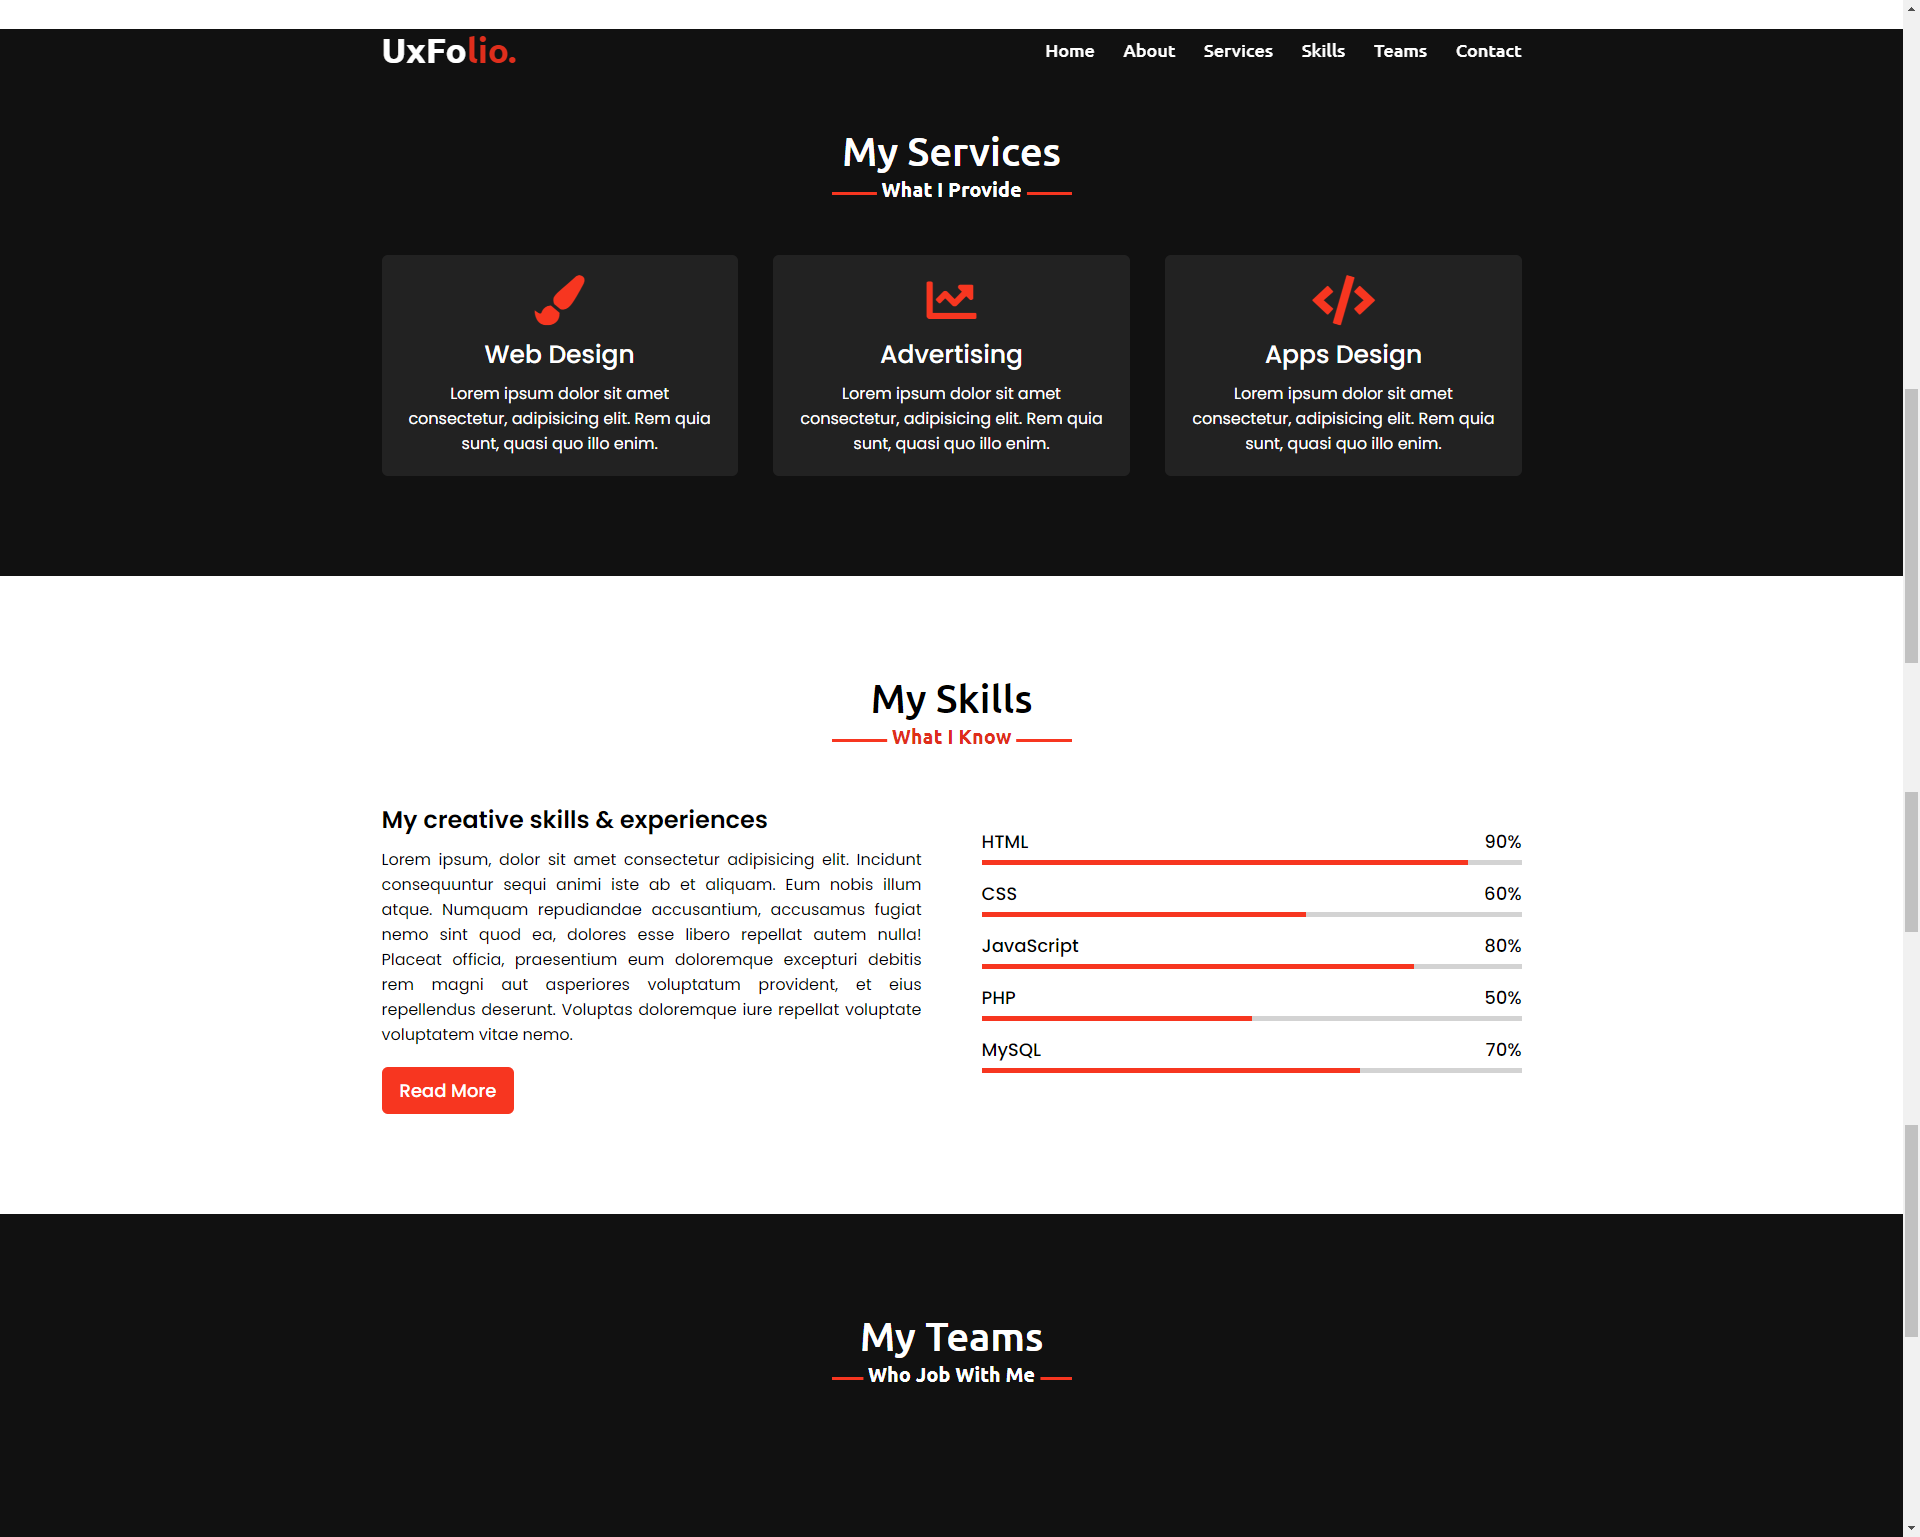 UxFolio.
Home About Services Skills Teams Contact
My Services
What I Provide
Web Design
Lorem ipsum dolor sit amet
consectetur, adipisicing elit. Rem quia
sunt, quasi quo illo enim.
Advertising
Lorem ipsum dolor sit amet
consectetur, adipisicing elit. Rem quia
sunt, quasi quo illo enim.
Apps Design
Lorem ipsum dolor sit amet
consectetur, adipisicing elit. Rem quia
sunt, quasi quo illo enim.
My Skills
What I Know
My creative skills & experiences
Lorem ipsum, dolor sit amet consectetur adipisicing elit. Incidunt
consequuntur sequi animi iste ab et aliquam. Eum nobis illum
atque. Numquam repudiandae accusantium, accusamus fugiat
nemo sint quod ea, dolores esse libero repellat autem nulla!
Placeat officia, praesentium eum doloremque excepturi debitis
rem magni aut asperiores voluptatum provident, et eius
repellendus deserunt. Voluptas doloremque iure repellat voluptate
voluptatem vitae nemo.
Read More
HTML 90%
CSS 60%
JavaScript 80%
PHP 50%
MySQL 70%
My Teams
Who Job With Me